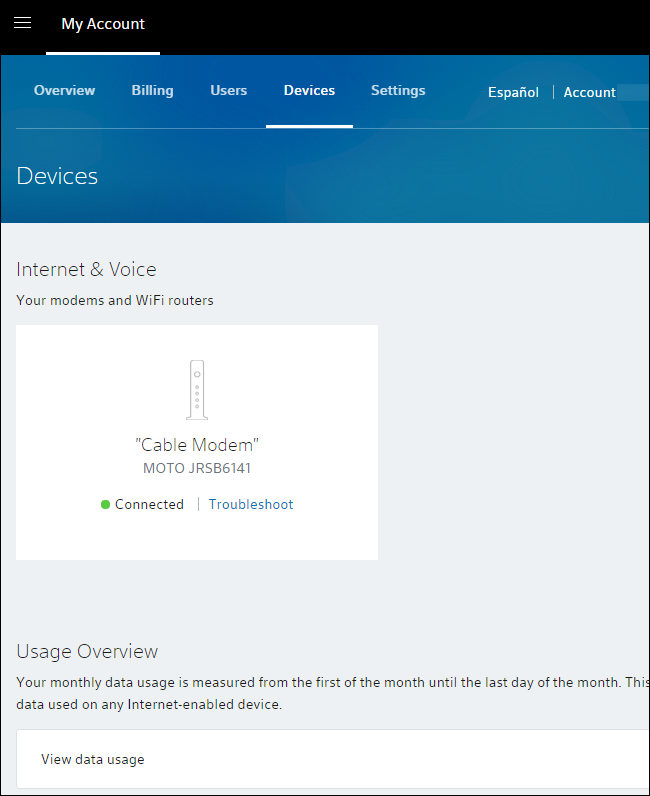 My Account
Overview Billing Users Devices Settings Español Account
Devices
Internet & Voice
Your modems and WiFi routers
"Cable Modem"
MOTO JRSB6141
Connected | Troubleshoot
Usage Overview
Your monthly data usage is measured from the first of the month until the last day of the month. This
data used on any Internet-enabled device.
View data usage